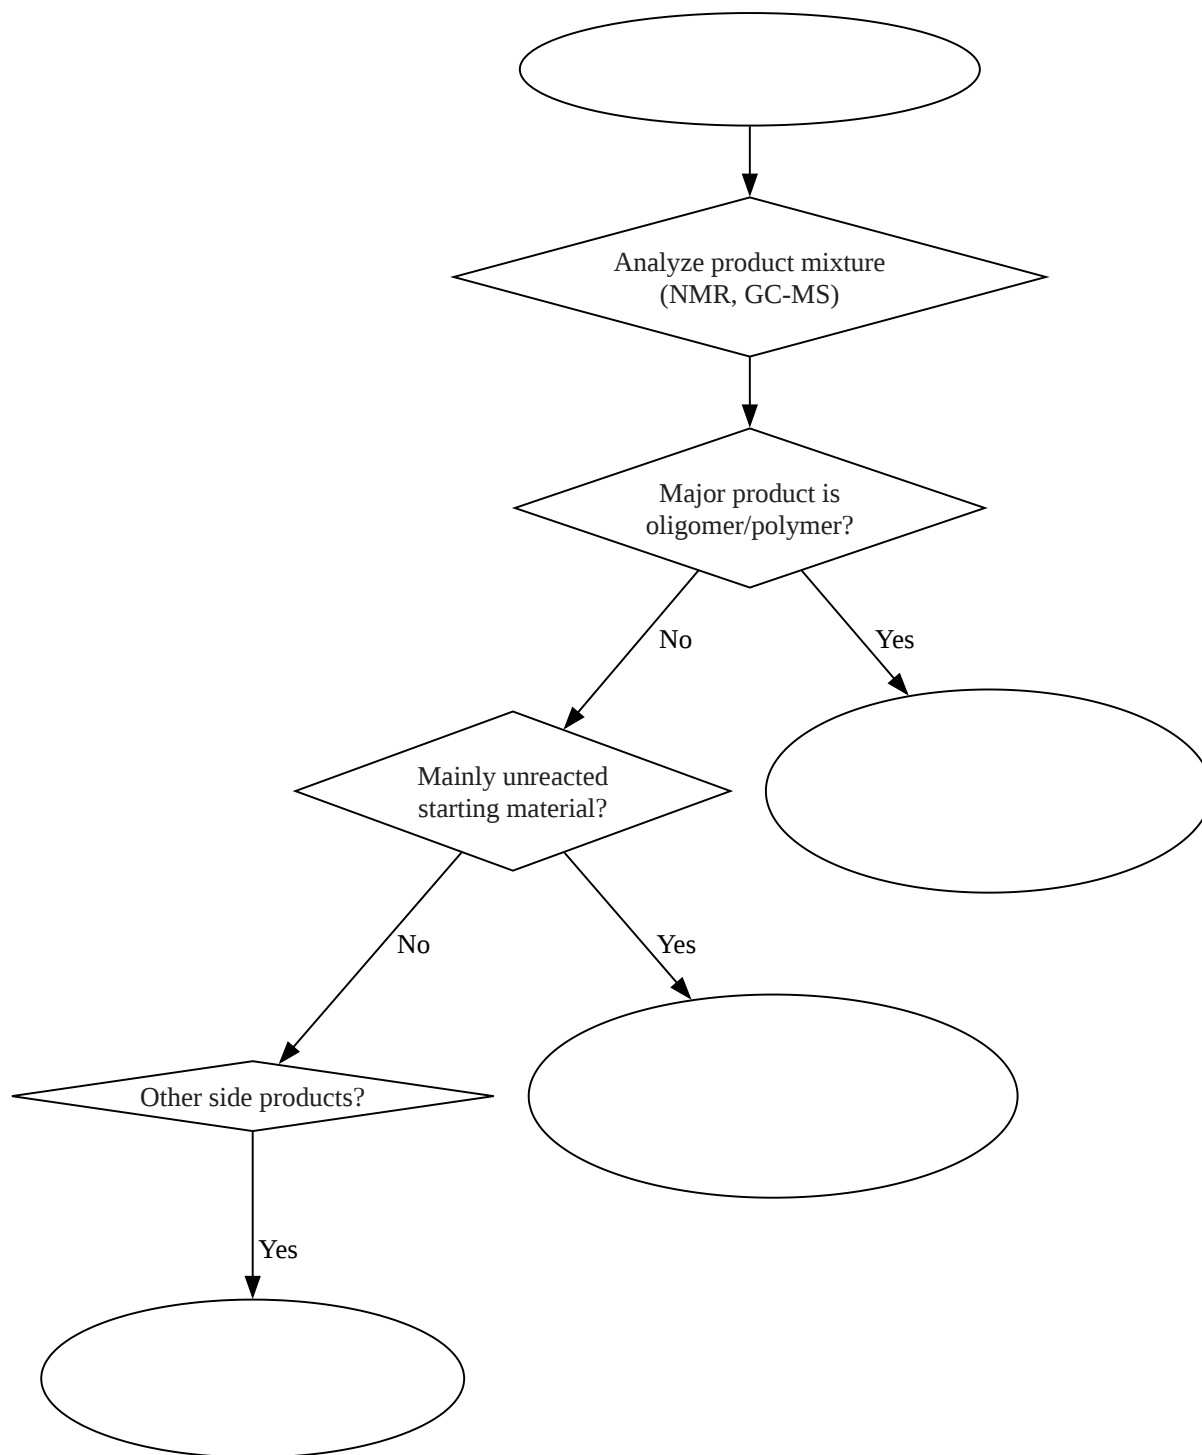 Analyze product mixture
(NMR, GC-MS)
Major product is
oligomer/polymer?
No
Yes
Mainly unreacted
starting material?
No
Yes
Other side products?
Yes